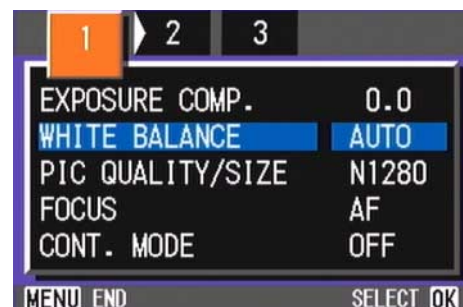 1 2 3
EXPOSURE COMP. 0.0
WHITE BALANCE AUTO
PIC QUALITY/SIZE N1280
FOCUS AF
CONT. MODE OFF
MENU END SELECT OK